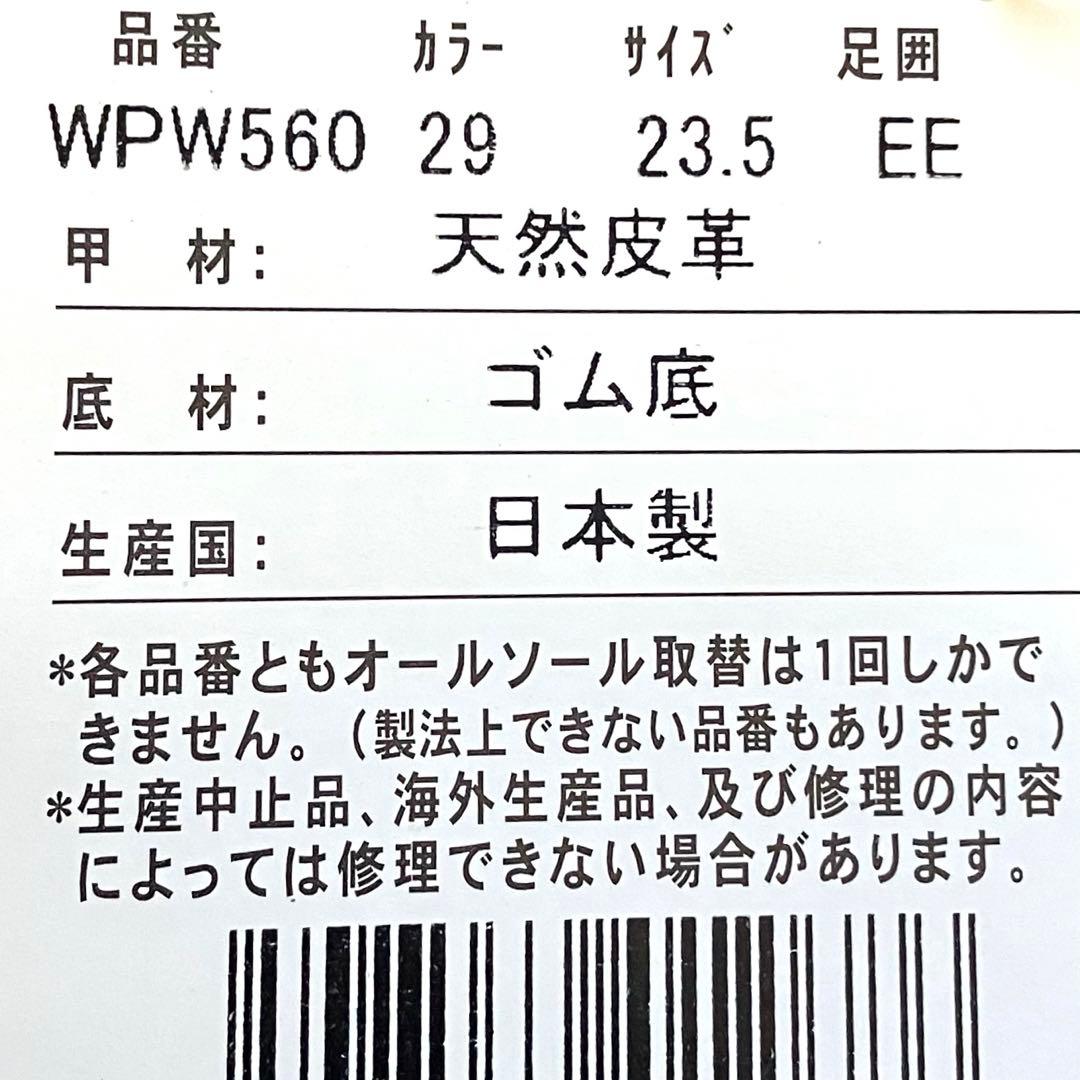 品番 カラー サイズ 足囲
WPW560 29 23.5 EE
甲　材: 天然皮革
底　材: ゴム底
生産国: 日本製
*各品番ともオールソール取替は1回しかで
きません。(製法上できない品番もあります。)
*生産中止品、海外生産品、及び修理の内容
によっては修理できない場合があります。